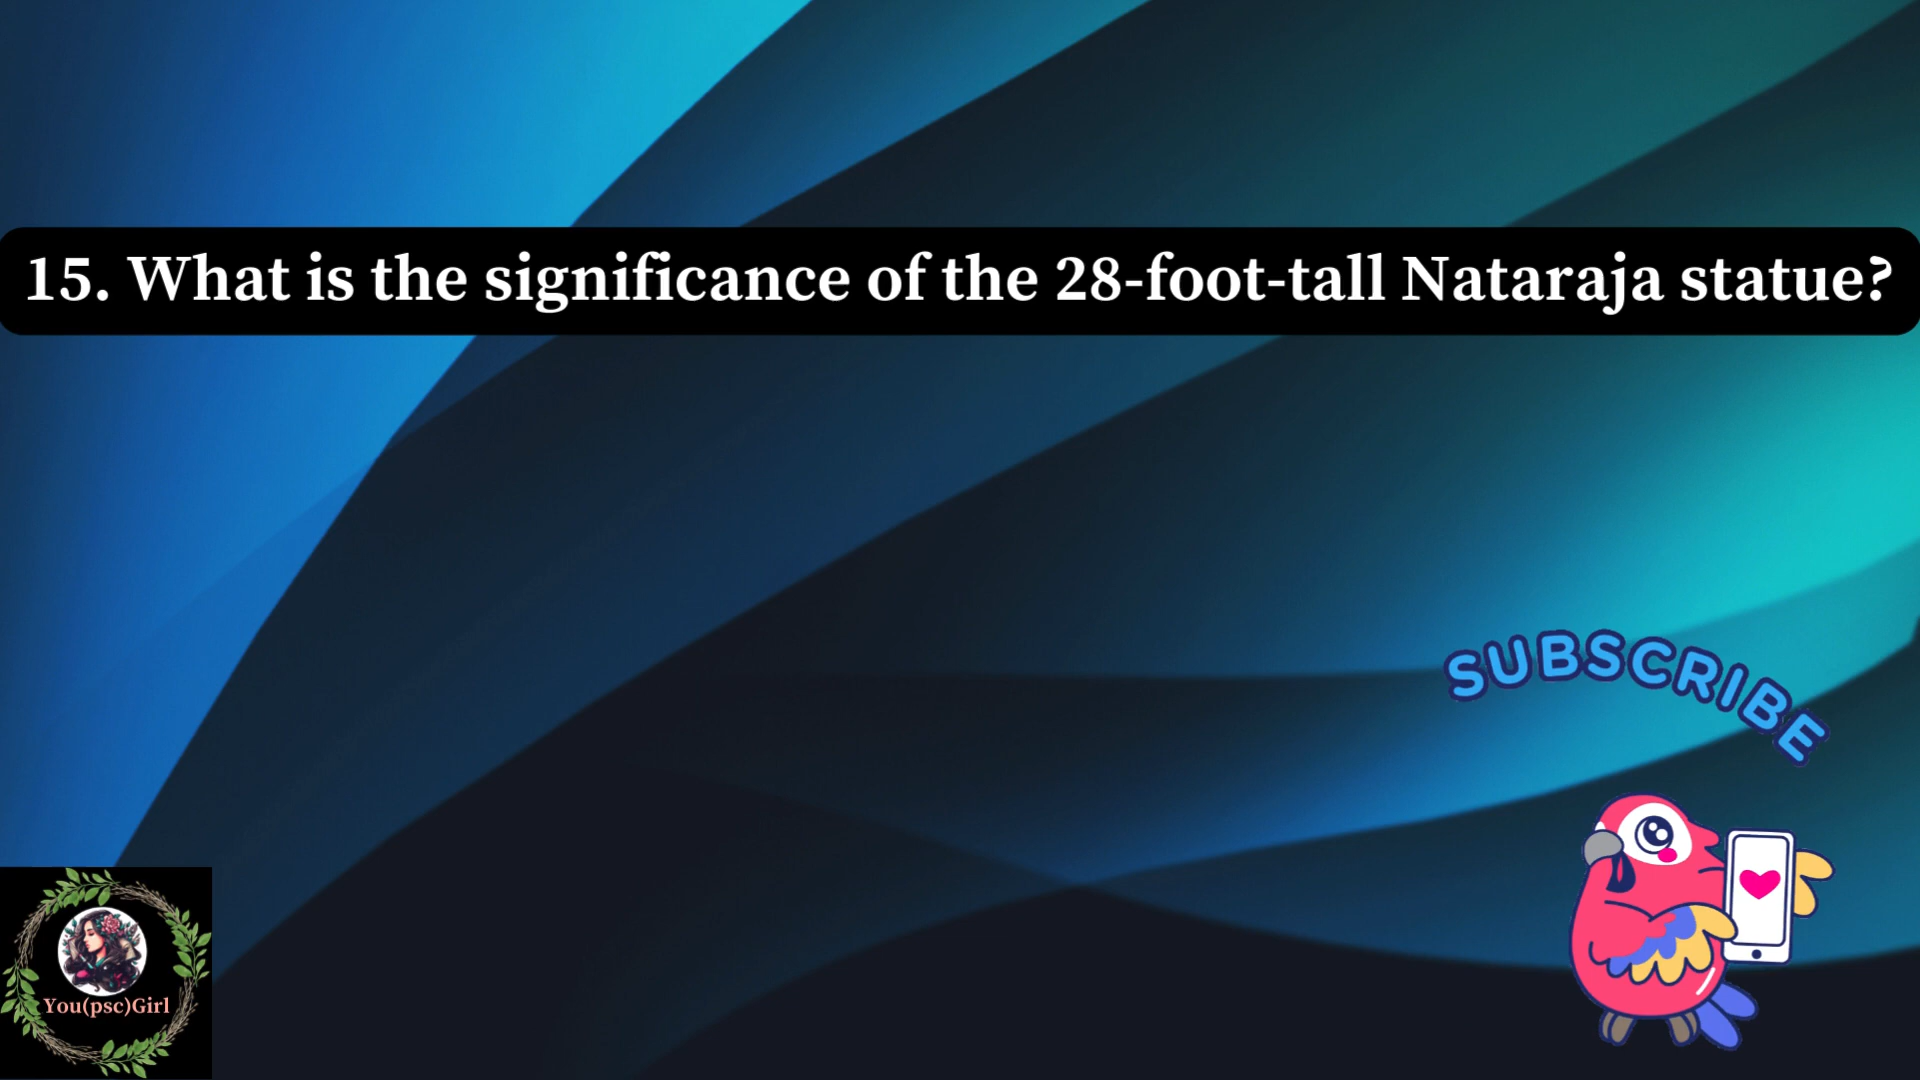 15. What is the significance of the 28-foot-tall Nataraja statue?
SUBSCRIBE
You(psc)Girl